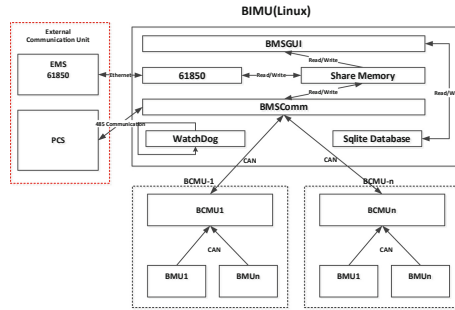 BIMU(Linux)
External
Communication Unit
BMSGUI
Read/Write
EMS
61850
Ethernet
61850
Read/Write
Share Memory
Read/Write
Read/W
BMSComm
485 Communication
PCS
WatchDog
Sqlite Database
CAN
CAN
BCMU-1
BCMU-n
BCMU1
BCMUn
CAN
CAN
BMU1
BMUn
BMU1
BMUn